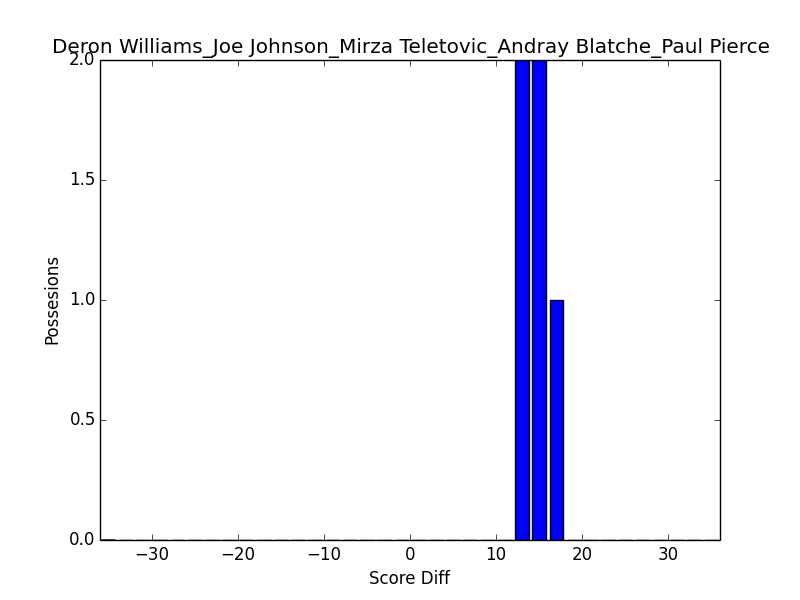 Deron Williams_Joe Johnson_Mirza Teletovic_Andray Blatche_Paul Pierce
2.0
1.5
1.0
0.5
0.0
Possesions
−30 −20 −10 0 10 20 30
Score Diff